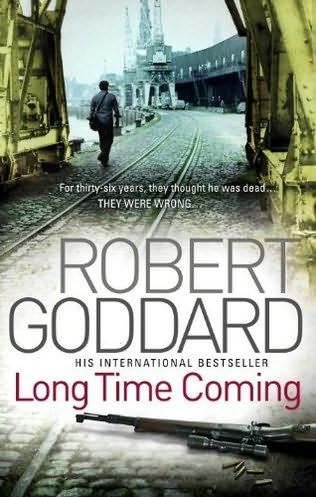 For thirty-six years, they thought he was dead...
THEY WERE WRONG...
ROBERT
GODDARD
HIS INTERNATIONAL BESTSELLER
Long Time Coming